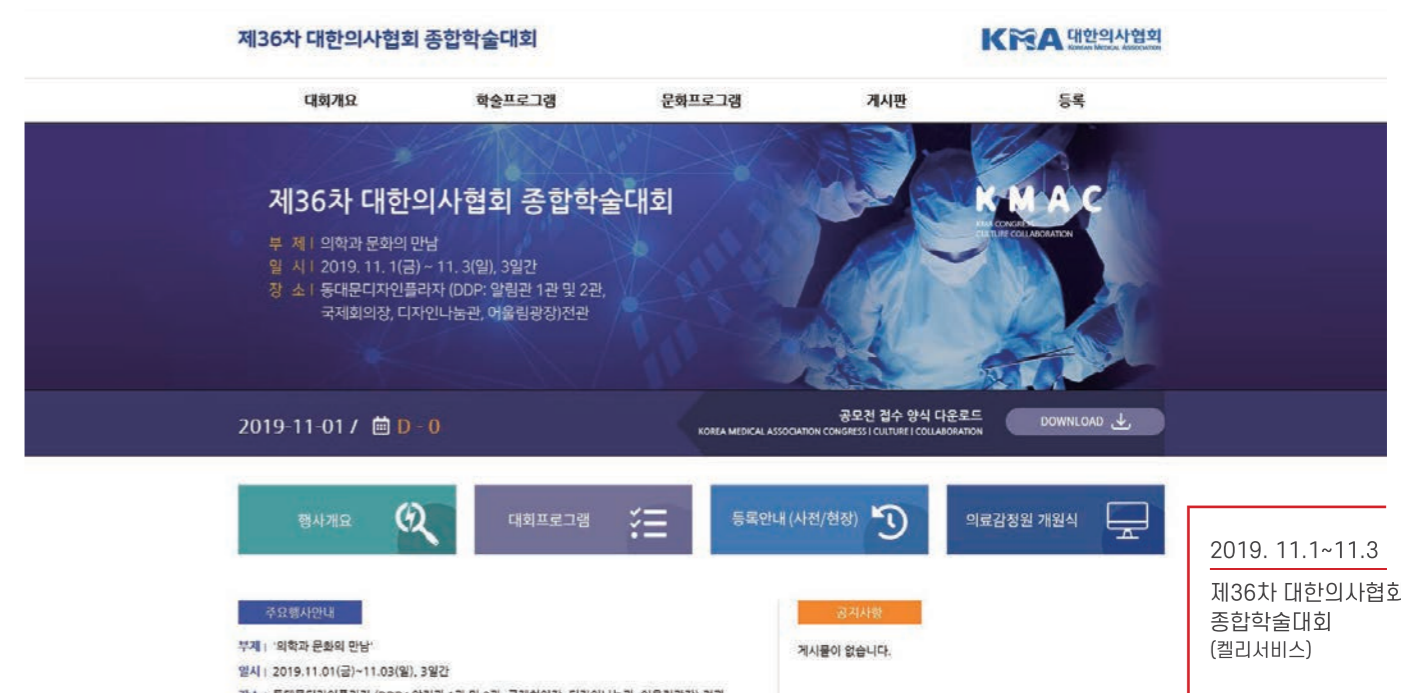 제36차 대한의사협회 종합학술대회
KMA 대한의사협회
KOREAN MEDICAL ASSOCIATION
대회개요 학술프로그램 문화프로그램 게시판 등록
제36차 대한의사협회 종합학술대회
부 제 | 의학과 문화의 만남
일 시 | 2019. 11. 1(금) ~ 11. 3(일), 3일간
장 소 | 동대문디자인플라자 (DDP: 알림관 1관 및 2관,
국제회의장, 디자인나눔관, 어울림광장)전관
KMAC
KMA CONGRESS
CULTURE COLLABORATION
2019-11-01 / D - 0
공모전 접수 양식 다운로드
KOREA MEDICAL ASSOCIATION CONGRESS | CULTURE | COLLABORATION
DOWNLOAD
행사개요 대회프로그램 등록안내 (사전/현장) 의료감정원 개원식
주요행사안내
부제 | '의학과 문화의 만남'
일시 | 2019.11.01(금)~11.03(일), 3일간
공지사항
게시물이 없습니다.
2019. 11.1~11.3
제36차 대한의사협회
종합학술대회
(켈리서비스)